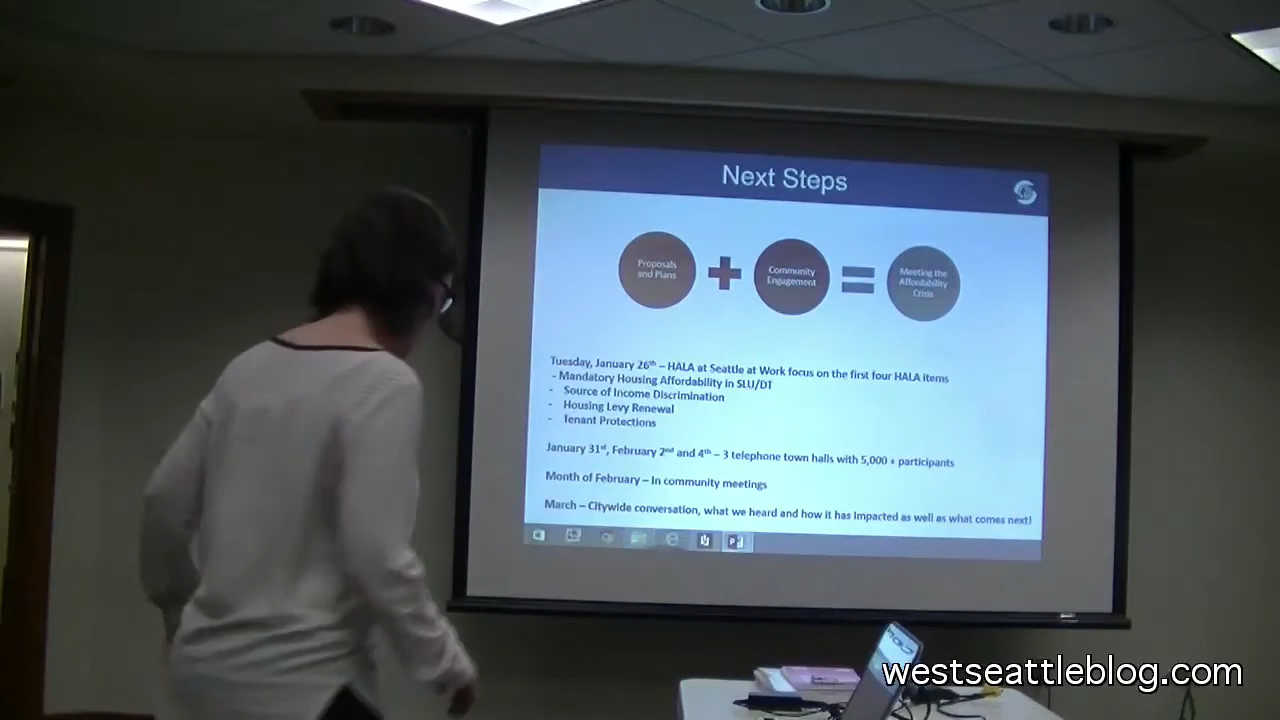 Next Steps
Proposals
and Plans
Community
Engagement
Meeting the
Affordability
Crisis
Tuesday, January 26th – HALA at Seattle at Work focus on the first four HALA items
- Mandatory Housing Affordability in SLU/DT
- Source of Income Discrimination
- Housing Levy Renewal
- Tenant Protections
January 31st, February 2nd and 4th – 3 telephone town halls with 5,000 + participants
Month of February – In community meetings
March – Citywide conversation, what we heard and how it has impacted as well as what comes next!
westseattleblog.com